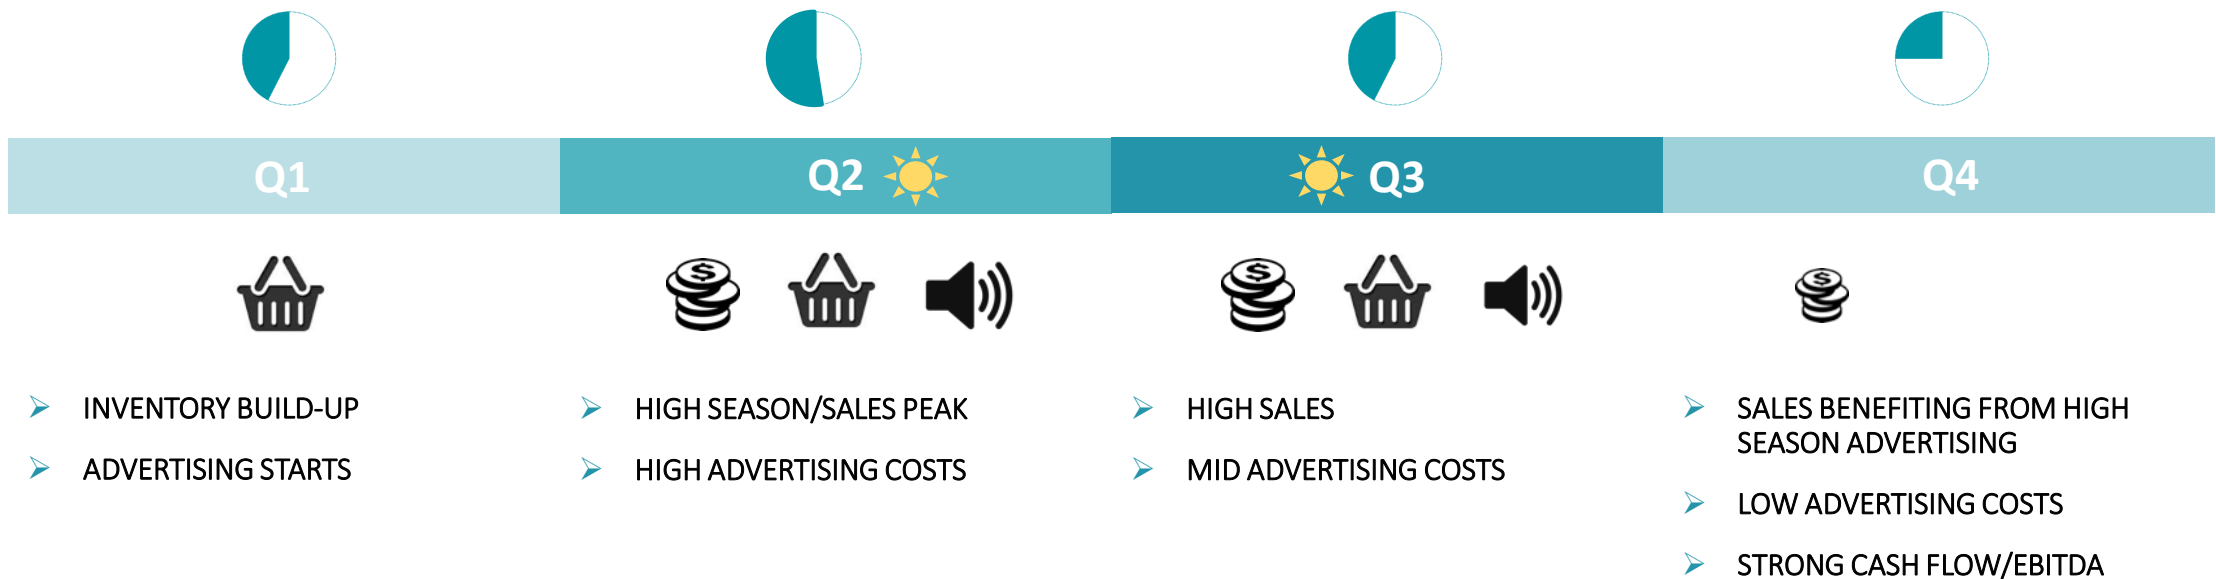 Q1
Q2
Q3
Q4
$
$
$
INVENTORY BUILD-UP
ADVERTISING STARTS
HIGH SEASON/SALES PEAK
HIGH ADVERTISING COSTS
HIGH SALES
MID ADVERTISING COSTS
SALES BENEFITING FROM HIGH
SEASON ADVERTISING
LOW ADVERTISING COSTS
STRONG CASH FLOW/EBITDA